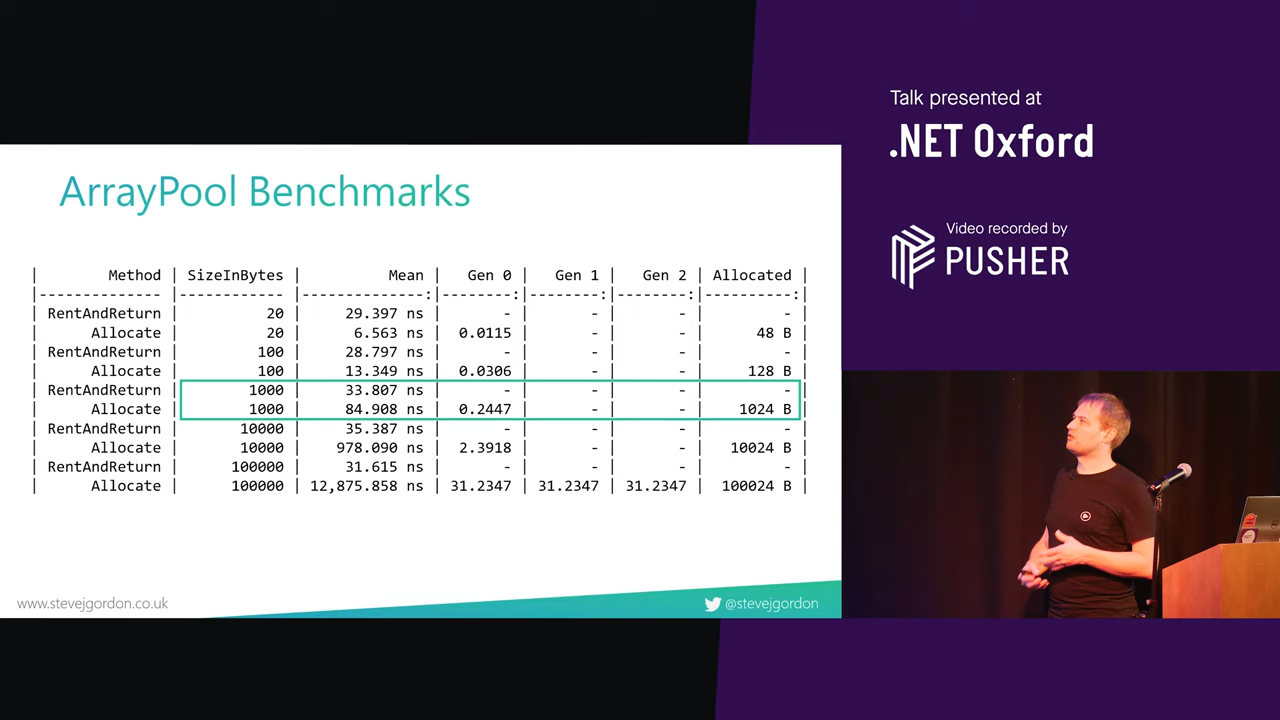 Talk presented at
.NET Oxford
Video recorded by
PUSHER
ArrayPool Benchmarks
| Method | SizeInBytes | Mean | Gen 0 | Gen 1 | Gen 2 | Allocated |
|-------------- |------------ |--------------:|--------:|--------:|--------:|----------:|
| RentAndReturn | 20 | 29.397 ns | - | - | - | - |
| Allocate | 20 | 6.563 ns | 0.0115 | - | - | 48 B |
| RentAndReturn | 100 | 28.797 ns | - | - | - | - |
| Allocate | 100 | 13.349 ns | 0.0306 | - | - | 128 B |
| RentAndReturn | 1000 | 33.807 ns | - | - | - | - |
| Allocate | 1000 | 84.908 ns | 0.2447 | - | - | 1024 B |
| RentAndReturn | 10000 | 35.387 ns | - | - | - | - |
| Allocate | 10000 | 978.090 ns | 2.3918 | - | - | 10024 B |
| RentAndReturn | 100000 | 31.615 ns | - | - | - | - |
| Allocate | 100000 | 12,875.858 ns | 31.2347 | 31.2347 | 31.2347 | 100024 B |
www.stevejgordon.co.uk
@stevejgordon